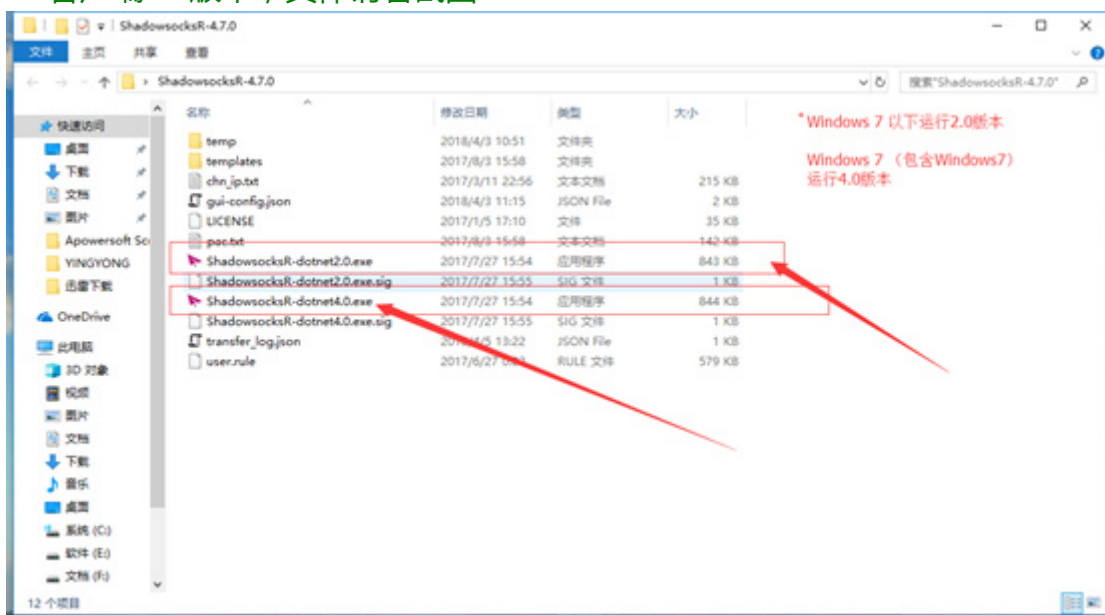 ShadowsocksR-4.7.0
文件 主页 共享 查看
ShadowsocksR-4.7.0 搜索"ShadowsocksR-4.7.0"
名称 修改日期 类型 大小
快速访问
桌面
下载
文档
图片
Apowersoft Scr
YINGYONG
迅雷下载
OneDrive
此电脑
3D 对象
视频
图片
文档
下载
音乐
桌面
系统 (C:)
软件 (E:)
文档 (F:)
temp 2018/4/3 10:51 文件夹
templates 2017/8/3 15:58 文件夹
chn_ip.txt 2017/3/11 22:56 文本文档 215 KB
gui-config.json 2018/4/3 11:15 JSON File 2 KB
LICENSE 2017/1/5 17:10 文件 35 KB
pac.txt 2017/8/3 15:58 文本文档 142 KB
ShadowsocksR-dotnet2.0.exe 2017/7/27 15:54 应用程序 843 KB
ShadowsocksR-dotnet2.0.exe.sig 2017/7/27 15:55 SIG 文件 1 KB
ShadowsocksR-dotnet4.0.exe 2017/7/27 15:54 应用程序 844 KB
ShadowsocksR-dotnet4.0.exe.sig 2017/7/27 15:55 SIG 文件 1 KB
transfer_log.json 13:22 JSON File 1 KB
user.rule 2017/6/27 RULE 文件 579 KB
*Windows 7 以下运行2.0版本
Windows 7 （包含Windows7）
运行4.0版本
12 个项目